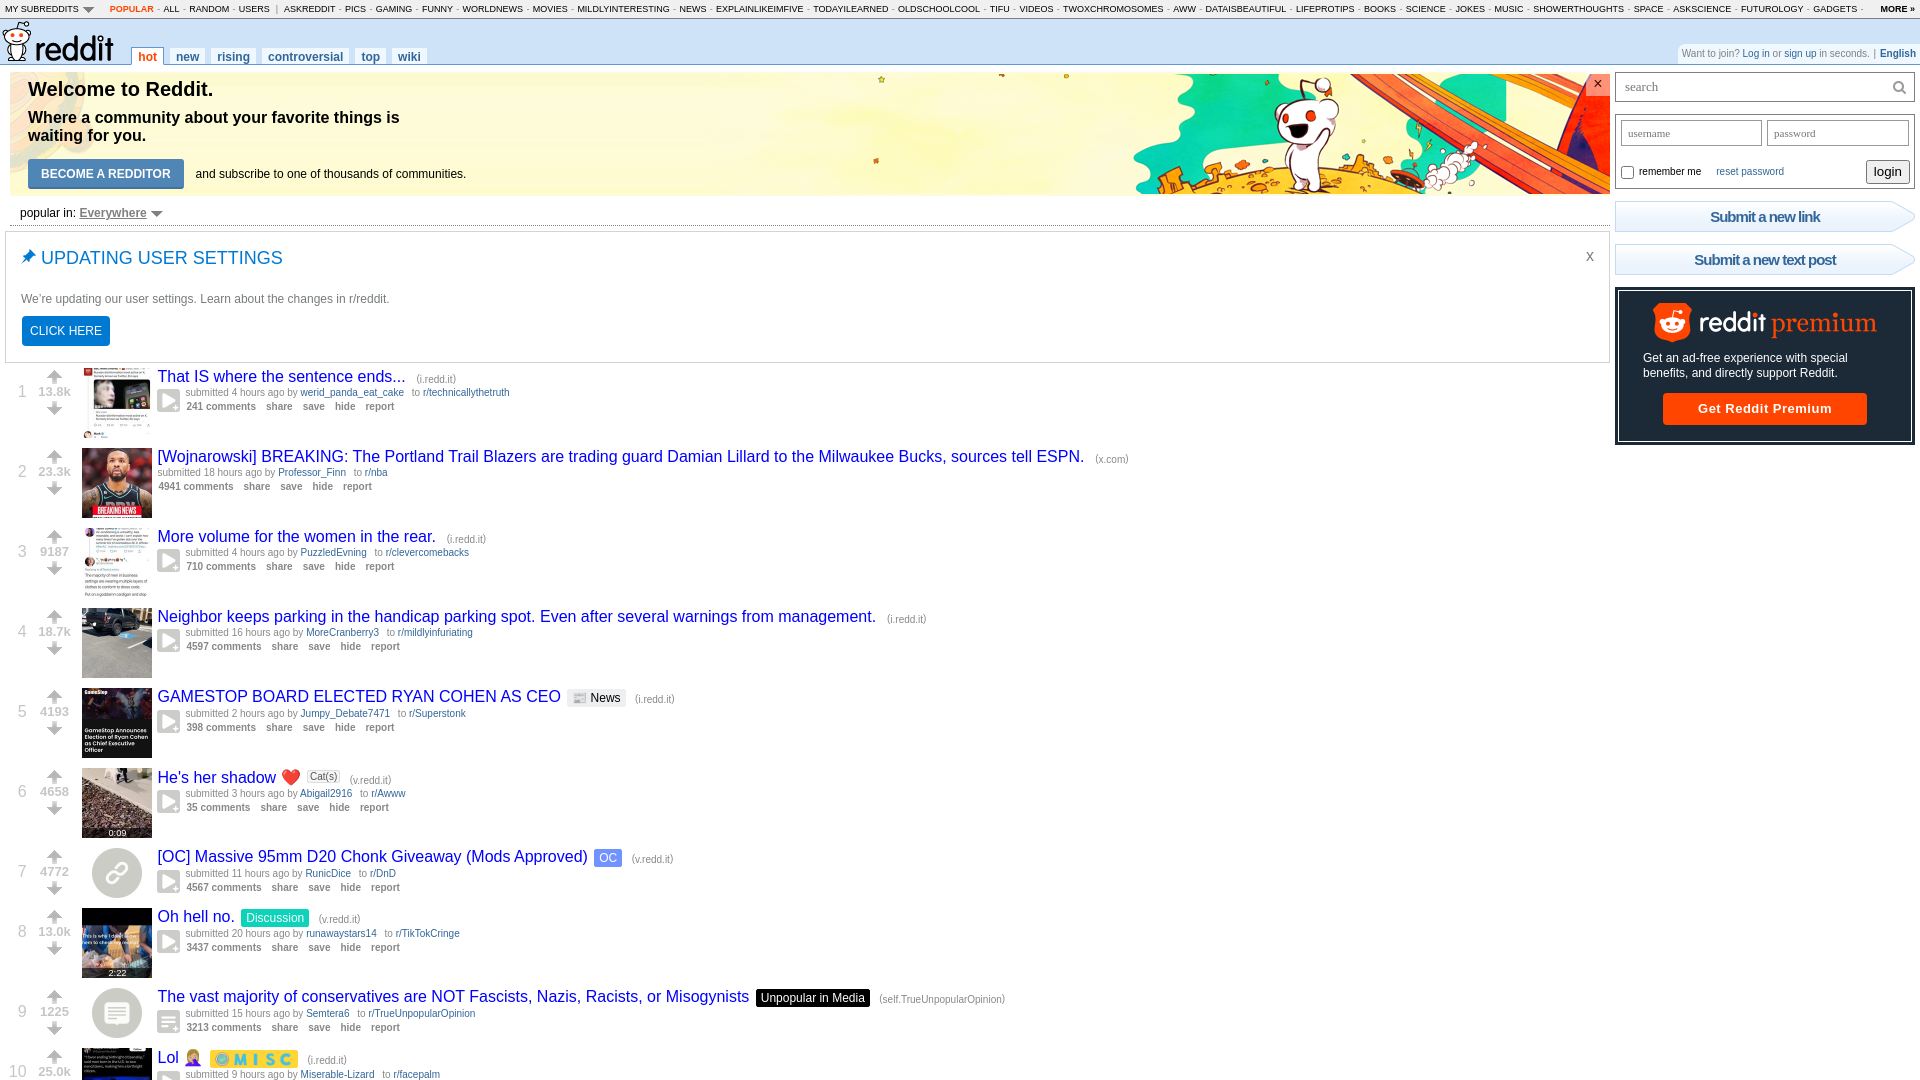 MY SUBREDDITS POPULAR - ALL - RANDOM - USERS | ASKREDDIT - PICS - GAMING - FUNNY - WORLDNEWS - MOVIES - MILDLYINTERESTING - NEWS - EXPLAINLIKEIMFIVE - TODAYILEARNED - OLDSCHOOLCOOL - TIFU - VIDEOS - TWOXCHROMOSOMES - AWW - DATAISBEAUTIFUL - LIFEPROTIPS - BOOKS - SCIENCE - JOKES - MUSIC - SHOWERTHOUGHTS - SPACE - ASKSCIENCE - FUTUROLOGY - GADGETS - MORE »
reddit hot new rising controversial top wiki
Want to join? Log in or sign up in seconds. | English
Welcome to Reddit.
Where a community about your favorite things is
waiting for you.
BECOME A REDDITOR and subscribe to one of thousands of communities.
×
popular in: Everywhere
UPDATING USER SETTINGS
x
We're updating our user settings. Learn about the changes in r/reddit.
CLICK HERE
1 13.8k
That IS where the sentence ends... (i.redd.it)
submitted 4 hours ago by werid_panda_eat_cake to r/technicallythetruth
241 comments share save hide report
2 23.3k
BREAKING NEWS
[Wojnarowski] BREAKING: The Portland Trail Blazers are trading guard Damian Lillard to the Milwaukee Bucks, sources tell ESPN. (x.com)
submitted 18 hours ago by Professor_Finn to r/nba
4941 comments share save hide report
3 9187
More volume for the women in the rear. (i.redd.it)
submitted 4 hours ago by PuzzledEvning to r/clevercomebacks
710 comments share save hide report
4 18.7k
Neighbor keeps parking in the handicap parking spot. Even after several warnings from management. (i.redd.it)
submitted 16 hours ago by MoreCranberry3 to r/mildlyinfuriating
4597 comments share save hide report
5 4193
GameStop
GameStop Announces
Election of Ryan Cohen
as Chief Executive
Officer
GAMESTOP BOARD ELECTED RYAN COHEN AS CEO 📰 News (i.redd.it)
submitted 2 hours ago by Jumpy_Debate7471 to r/Superstonk
398 comments share save hide report
6 4658
0:09
He's her shadow ❤️ Cat(s) (v.redd.it)
submitted 3 hours ago by Abigail2916 to r/Awww
35 comments share save hide report
7 4772
[OC] Massive 95mm D20 Chonk Giveaway (Mods Approved) OC (v.redd.it)
submitted 11 hours ago by RunicDice to r/DnD
4567 comments share save hide report
8 13.0k
2:22
Oh hell no. Discussion (v.redd.it)
submitted 20 hours ago by runawaystars14 to r/TikTokCringe
3437 comments share save hide report
9 1225
The vast majority of conservatives are NOT Fascists, Nazis, Racists, or Misogynists Unpopular in Media (self.TrueUnpopularOpinion)
submitted 15 hours ago by Semtera6 to r/TrueUnpopularOpinion
3213 comments share save hide report
10 25.0k
Lol 🤦🏼‍♀️ MISC (i.redd.it)
submitted 9 hours ago by Miserable-Lizard to r/facepalm
search
username password
remember me reset password login
Submit a new link
Submit a new text post
reddit premium
Get an ad-free experience with special
benefits, and directly support Reddit.
Get Reddit Premium